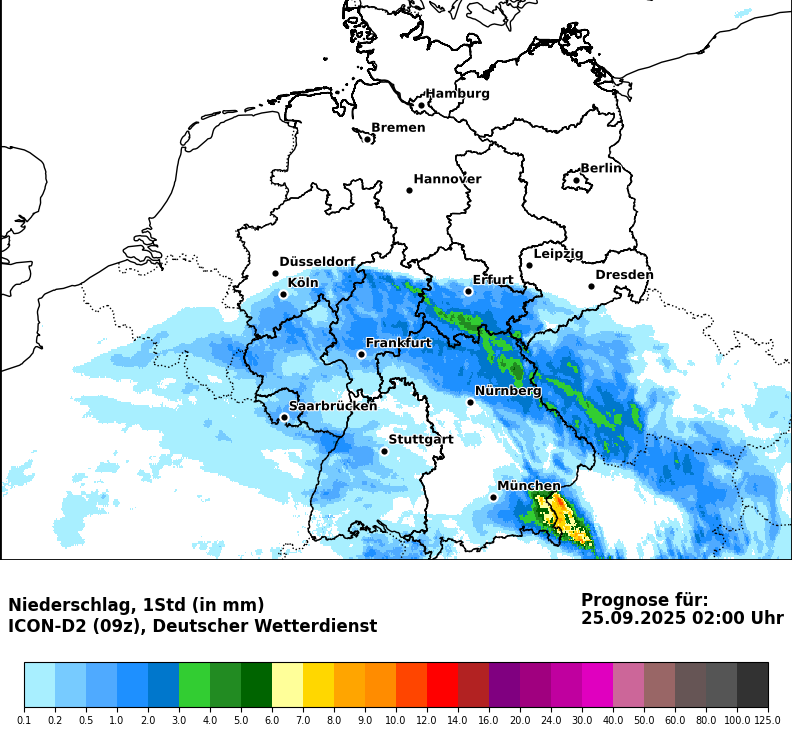 Hamburg
Bremen
Berlin
Hannover
Leipzig
Düsseldorf
Dresden
Köln
Erfurt
Frankfurt
Nürnberg
Saarbrücken
Stuttgart
München
Niederschlag, 1Std (in mm)
ICON-D2 (09z), Deutscher Wetterdienst
Prognose für:
25.09.2025 02:00 Uhr
0.1 0.2 0.5 1.0 2.0 3.0 4.0 5.0 6.0 7.0 8.0 9.0 10.0 12.0 14.0 16.0 20.0 24.0 30.0 40.0 50.0 60.0 80.0 100.0 125.0